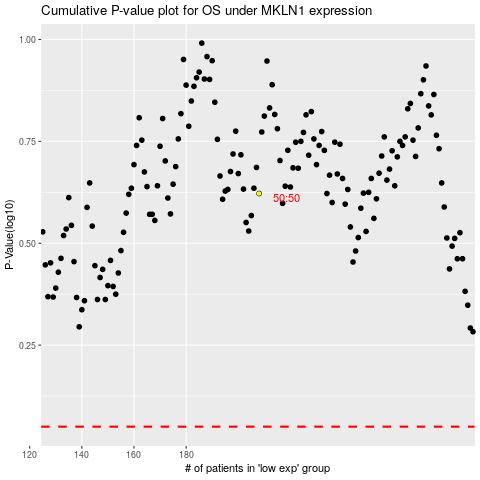 Cumulative P-value plot for OS under MKLN1 expression
1.00
0.75
0.50
0.25
P-Value(log10)
50:50
120 125 140 160 180
# of patients in 'low exp' group